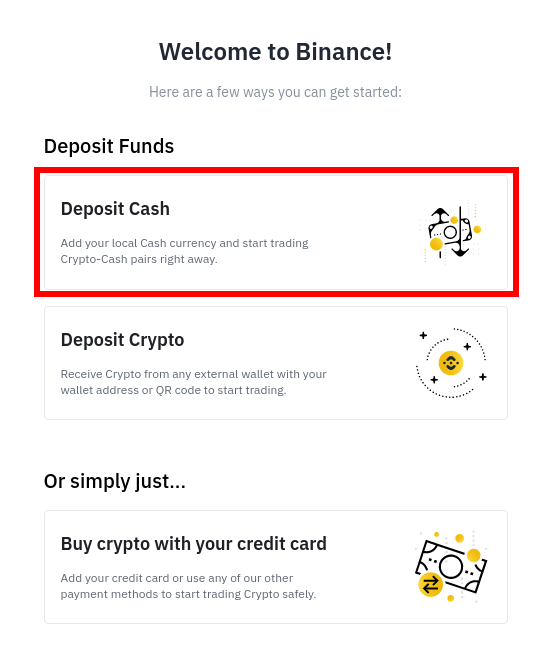 Welcome to Binance!
Here are a few ways you can get started:
Deposit Funds
Deposit Cash
Add your local Cash currency and start trading
Crypto-Cash pairs right away.
Deposit Crypto
Receive Crypto from any external wallet with your
wallet address or QR code to start trading.
Or simply just...
Buy crypto with your credit card
Add your credit card or use any of our other
payment methods to start trading Crypto safely.